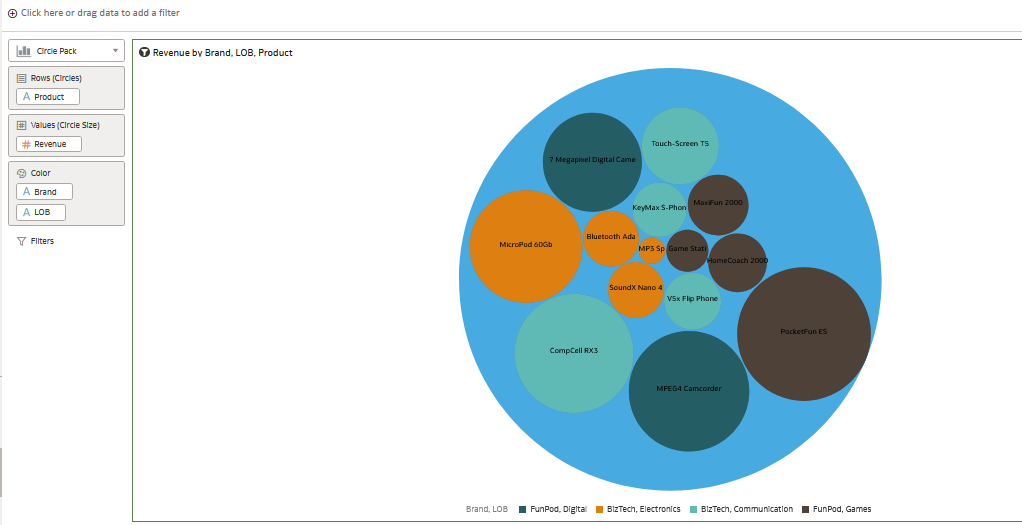 Click here or drag data to add a filter
Circle Pack
Rows (Circles)
A Product
Values (Circle Size)
# Revenue
Color
A Brand
A LOB
Filters
Revenue by Brand, LOB, Product
Touch-Screen T5
7 Megapixel Digital Came
MaxiFun 2000
KeyMax S-Phon
Bluetooth Ada
MicroPod 60Gb
MP3 Sp
Game Stati
HomeCoach 2000
SoundX Nano 4
V5x Flip Phone
PocketFun ES
CompCell RX3
MPEG4 Camcorder
Brand, LOB FunPod, Digital BizTech, Electronics BizTech, Communication FunPod, Games